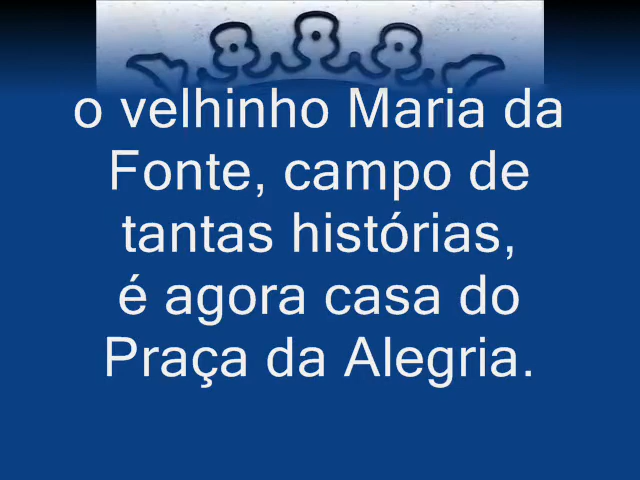 o velhinho Maria da
Fonte, campo de
tantas histórias,
é agora casa do
Praça da Alegria.